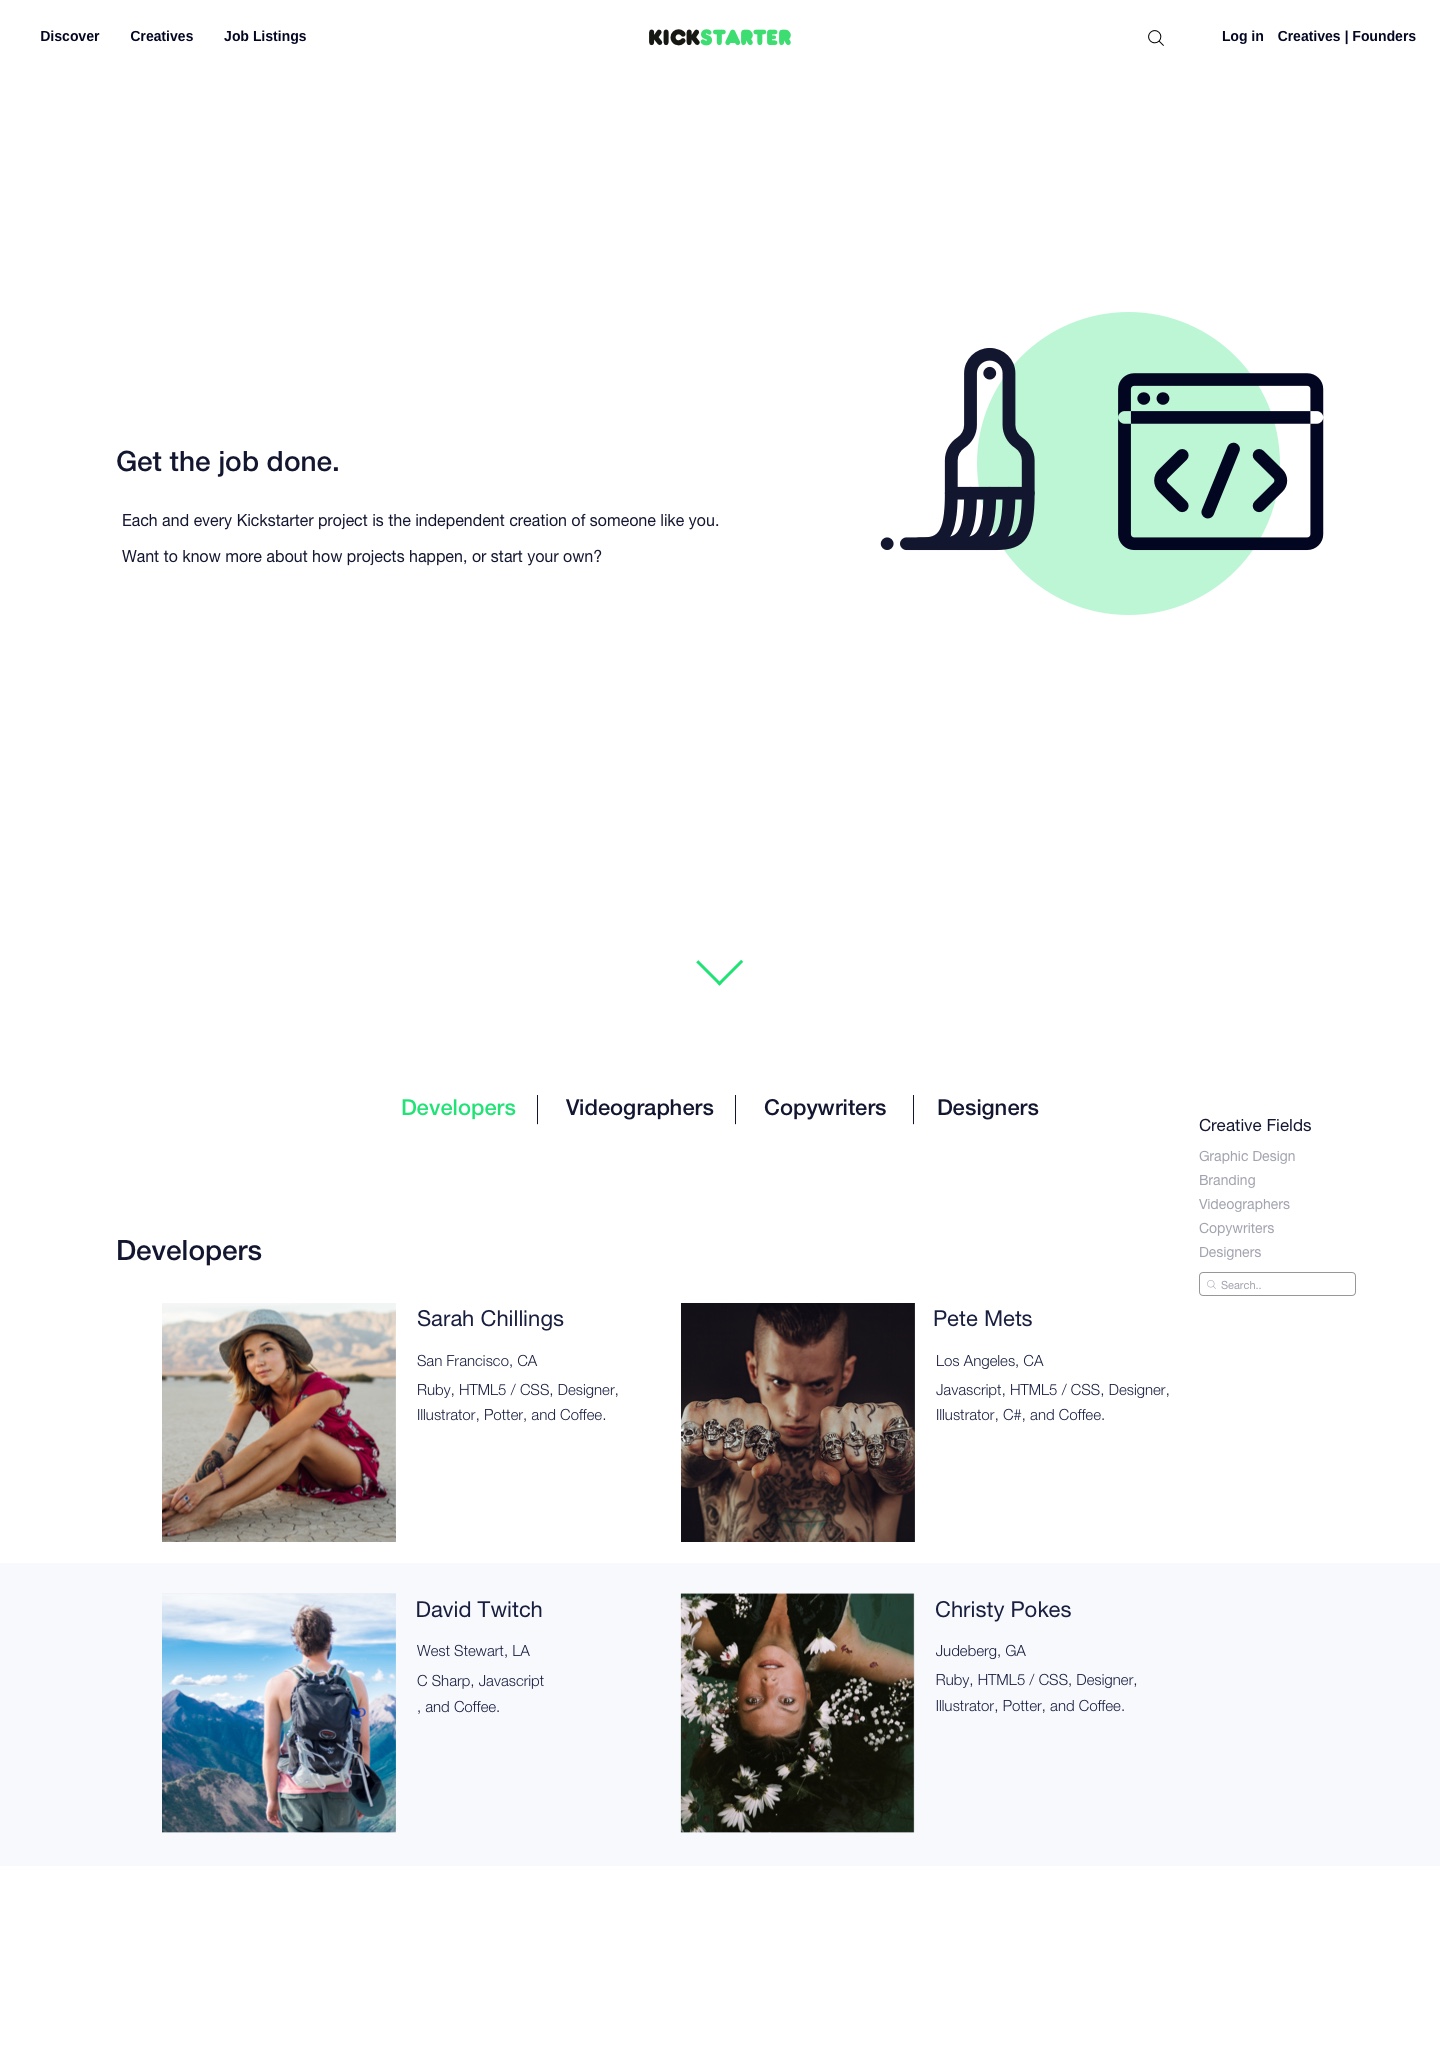 Discover Creatives Job Listings KICKSTARTER Log in Creatives | Founders
Get the job done.
Each and every Kickstarter project is the independent creation of someone like you.
Want to know more about how projects happen, or start your own?
Developers | Videographers | Copywriters | Designers
Creative Fields
Graphic Design
Branding
Videographers
Copywriters
Designers
Search..
Developers
Sarah Chillings
San Francisco, CA
Ruby, HTML5 / CSS, Designer,
Illustrator, Potter, and Coffee.
Pete Mets
Los Angeles, CA
Javascript, HTML5 / CSS, Designer,
Illustrator, C#, and Coffee.
David Twitch
West Stewart, LA
C Sharp, Javascript
, and Coffee.
Christy Pokes
Judeberg, GA
Ruby, HTML5 / CSS, Designer,
Illustrator, Potter, and Coffee.